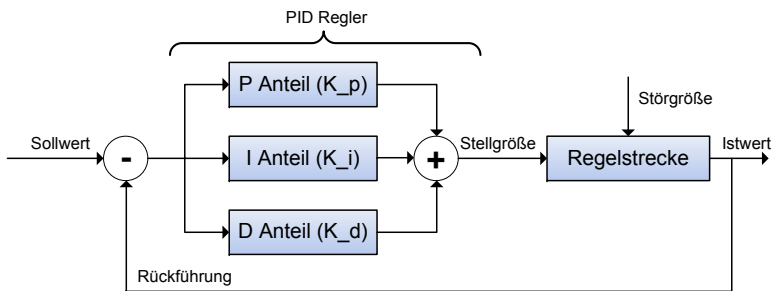 PID Regler
P Anteil (K_p)
Störgröße
Sollwert
-
I Anteil (K_i)
+
Stellgröße
Regelstrecke
Istwert
D Anteil (K_d)
Rückführung